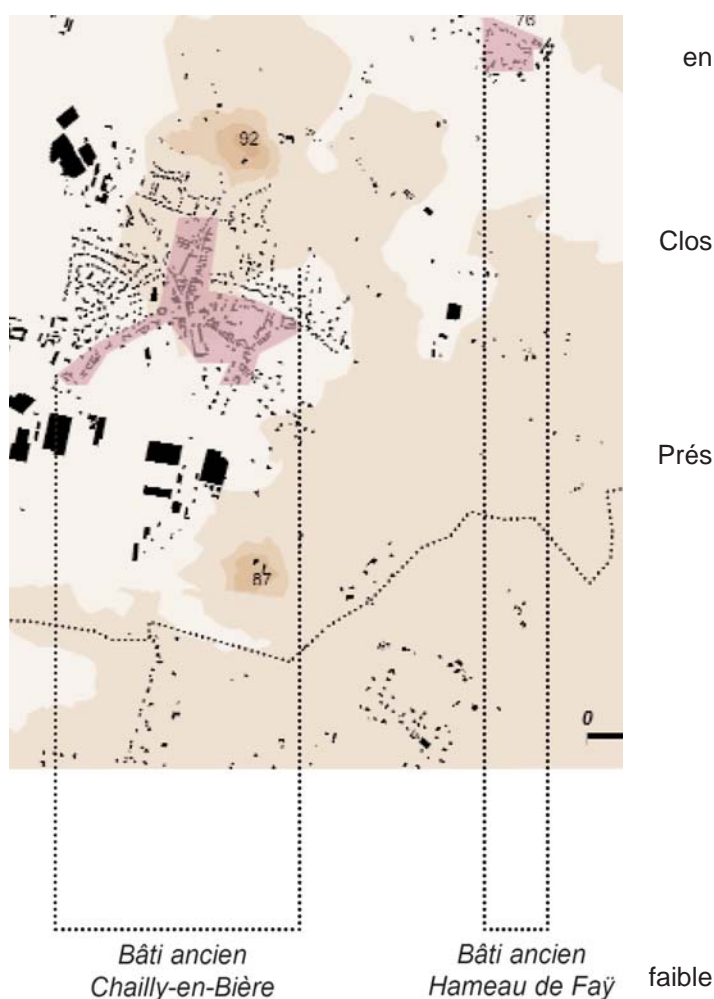 76
en
92
Clos
Prés
87
0
Bâti ancien
Chailly-en-Bière
Bâti ancien
Hameau de Faÿ
faible